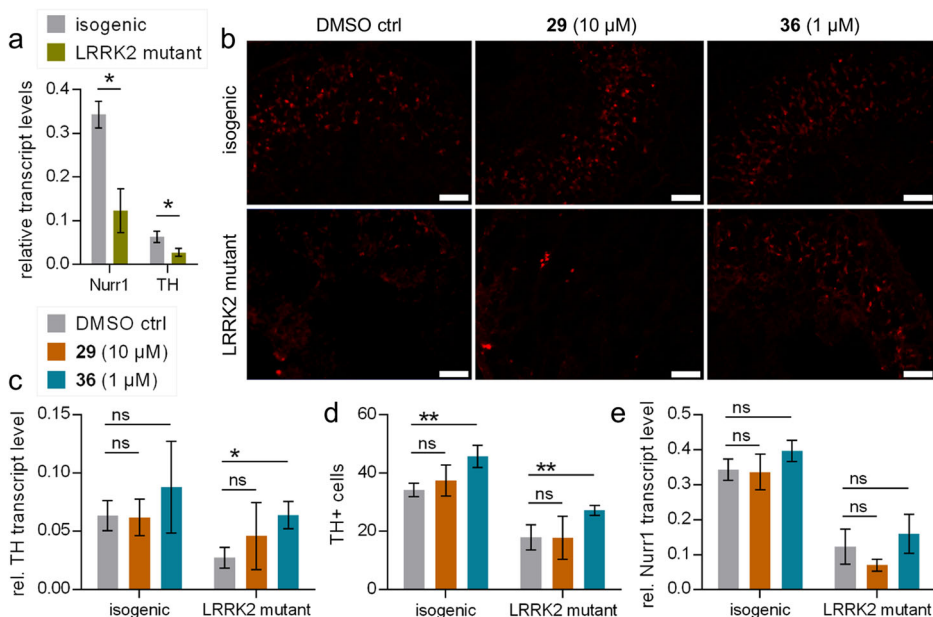 a
isogenic
LRRK2 mutant
relative transcript levels
0.4
0.3
0.2
0.1
0.0
*
*
Nurr1
TH
b
DMSO ctrl
29 (10 µM)
36 (1 µM)
isogenic
LRRK2 mutant
DMSO ctrl
29 (10 µM)
36 (1 µM)
c
rel. TH transcript level
0.15
0.10
0.05
0.00
ns
ns
*
ns
isogenic
LRRK2 mutant
d
TH+ cells
60
40
20
0
**
ns
**
ns
isogenic
LRRK2 mutant
e
rel. Nurr1 transcript level
0.5
0.4
0.3
0.2
0.1
0.0
ns
ns
ns
ns
isogenic
LRRK2 mutant